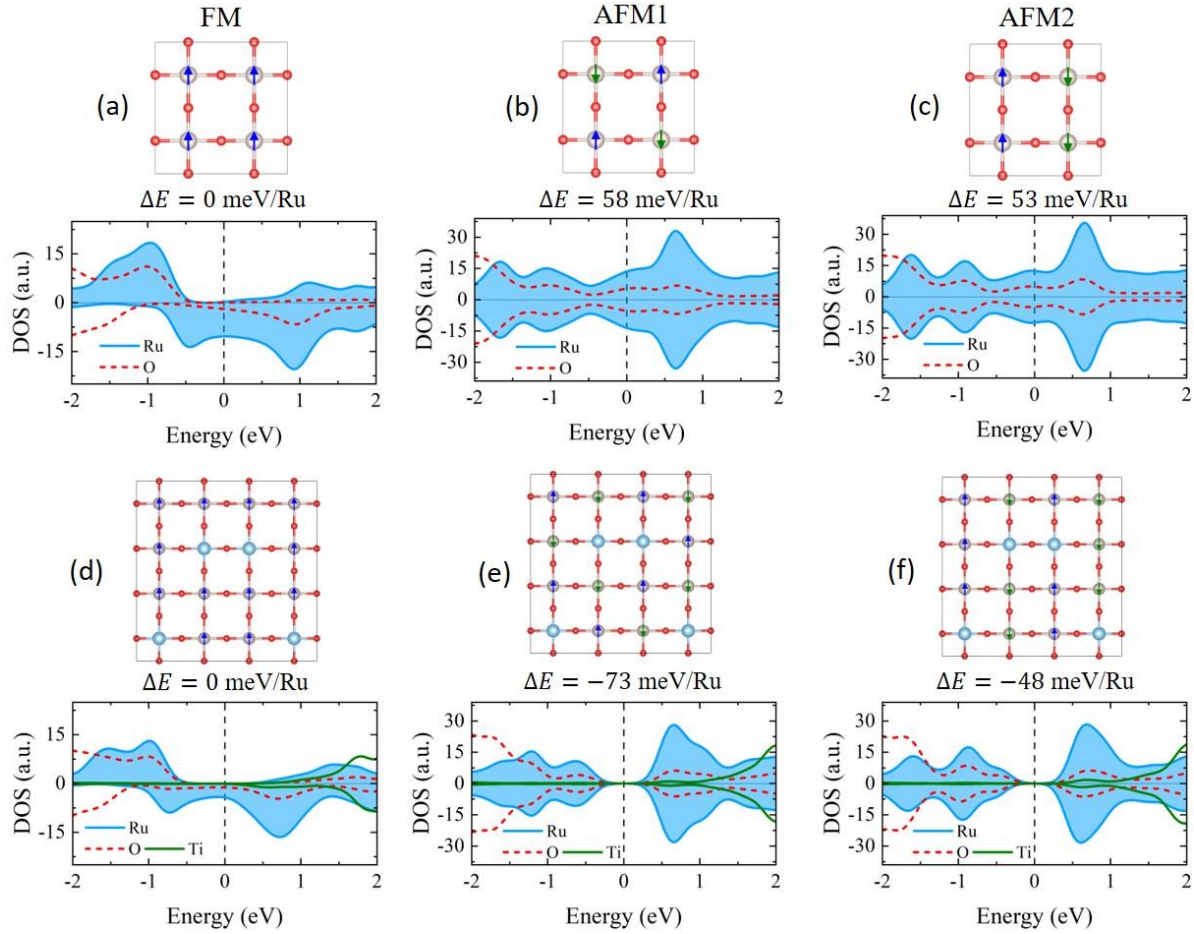 FM
AFM1
AFM2
(a)
(b)
(c)
ΔE = 0 meV/Ru
ΔE = 58 meV/Ru
ΔE = 53 meV/Ru
DOS (a.u.)
15
0
-15
Ru
O
-2 -1 0 1 2
Energy (eV)
DOS (a.u.)
30
15
0
-15
-30
Ru
O
-2 -1 0 1 2
Energy (eV)
DOS (a.u.)
30
15
0
-15
-30
Ru
O
-2 -1 0 1 2
Energy (eV)
(d)
(e)
(f)
ΔE = 0 meV/Ru
ΔE = −73 meV/Ru
ΔE = −48 meV/Ru
DOS (a.u.)
15
0
-15
Ru
O Ti
-2 -1 0 1 2
Energy (eV)
DOS (a.u.)
30
15
0
-15
-30
Ru
O Ti
-2 -1 0 1 2
Energy (eV)
DOS (a.u.)
30
15
0
-15
-30
Ru
O Ti
-2 -1 0 1 2
Energy (eV)